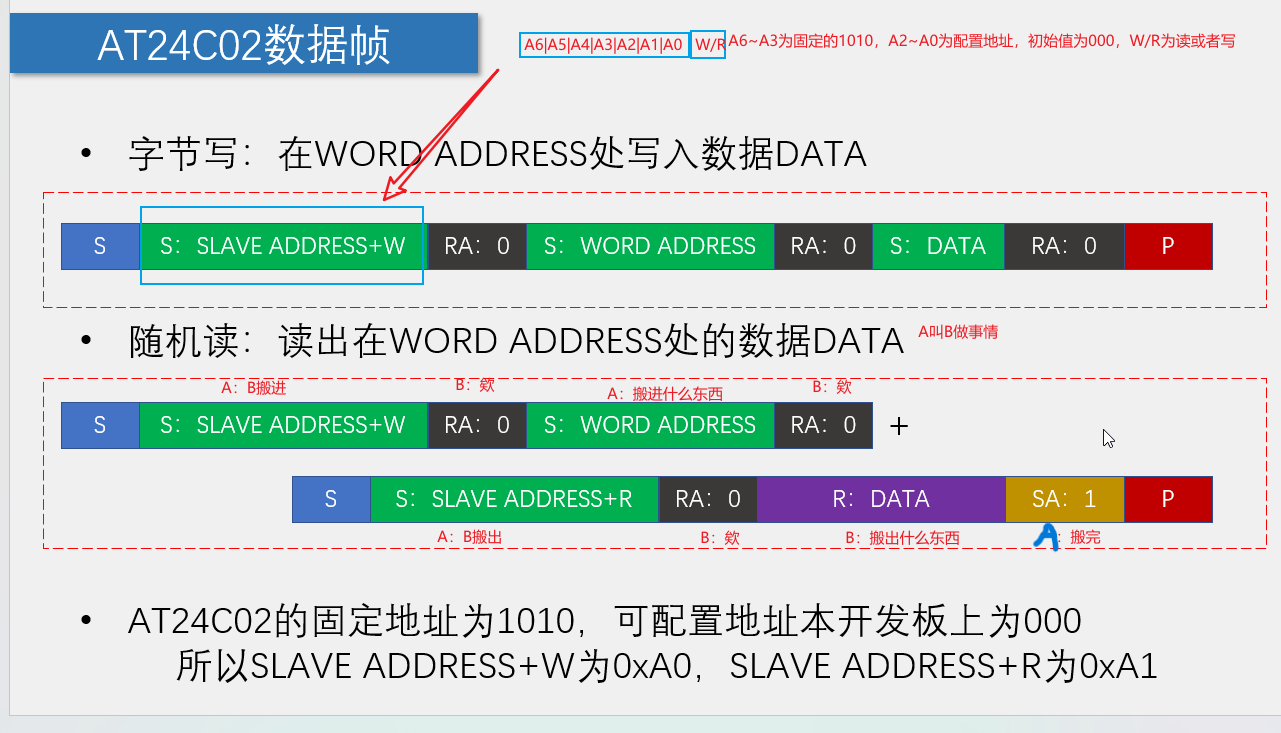 AT24C02数据帧
A6|A5|A4|A3|A2|A1|A0 W/R A6~A3为固定的1010，A2~A0为配置地址，初始值为000，W/R为读或者写
• 字节写：在WORD ADDRESS处写入数据DATA
S S：SLAVE ADDRESS+W RA：0 S：WORD ADDRESS RA：0 S：DATA RA：0 P
• 随机读：读出在WORD ADDRESS处的数据DATA A叫B做事情
A：B搬进 B：欸 A：搬进什么东西 B：欸
S S：SLAVE ADDRESS+W RA：0 S：WORD ADDRESS RA：0 +
S S：SLAVE ADDRESS+R RA：0 R：DATA SA：1 P
A：B搬出 B：欸 B：搬出什么东西 A：搬完
• AT24C02的固定地址为1010，可配置地址本开发板上为000
所以SLAVE ADDRESS+W为0xA0，SLAVE ADDRESS+R为0xA1